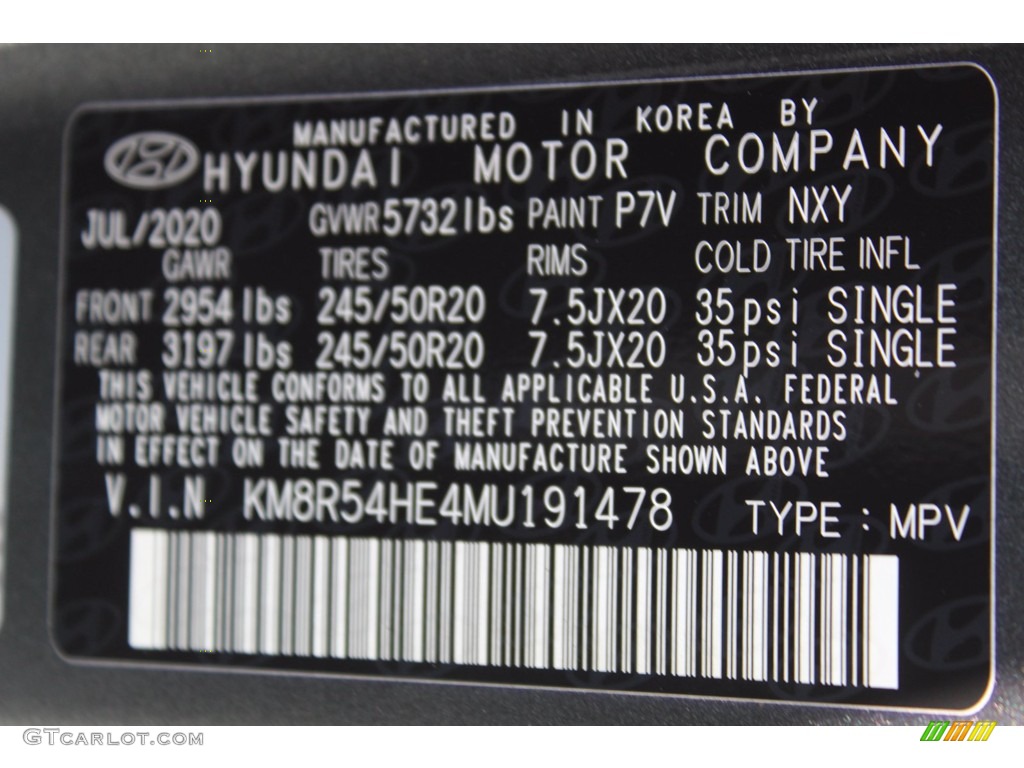 MANUFACTURED IN KOREA BY
HYUNDAI MOTOR COMPANY
JUL/2020 GVWR 5732 lbs PAINT P7V TRIM NXY
GAWR TIRES RIMS COLD TIRE INFL
FRONT 2954 lbs 245/50R20 7.5JX20 35psi SINGLE
REAR 3197 lbs 245/50R20 7.5JX20 35psi SINGLE
THIS VEHICLE CONFORMS TO ALL APPLICABLE U.S.A. FEDERAL
MOTOR VEHICLE SAFETY AND THEFT PREVENTION STANDARDS
IN EFFECT ON THE DATE OF MANUFACTURE SHOWN ABOVE
V.I.N KM8R54HE4MU191478 TYPE : MPV
GTCARLOT.COM